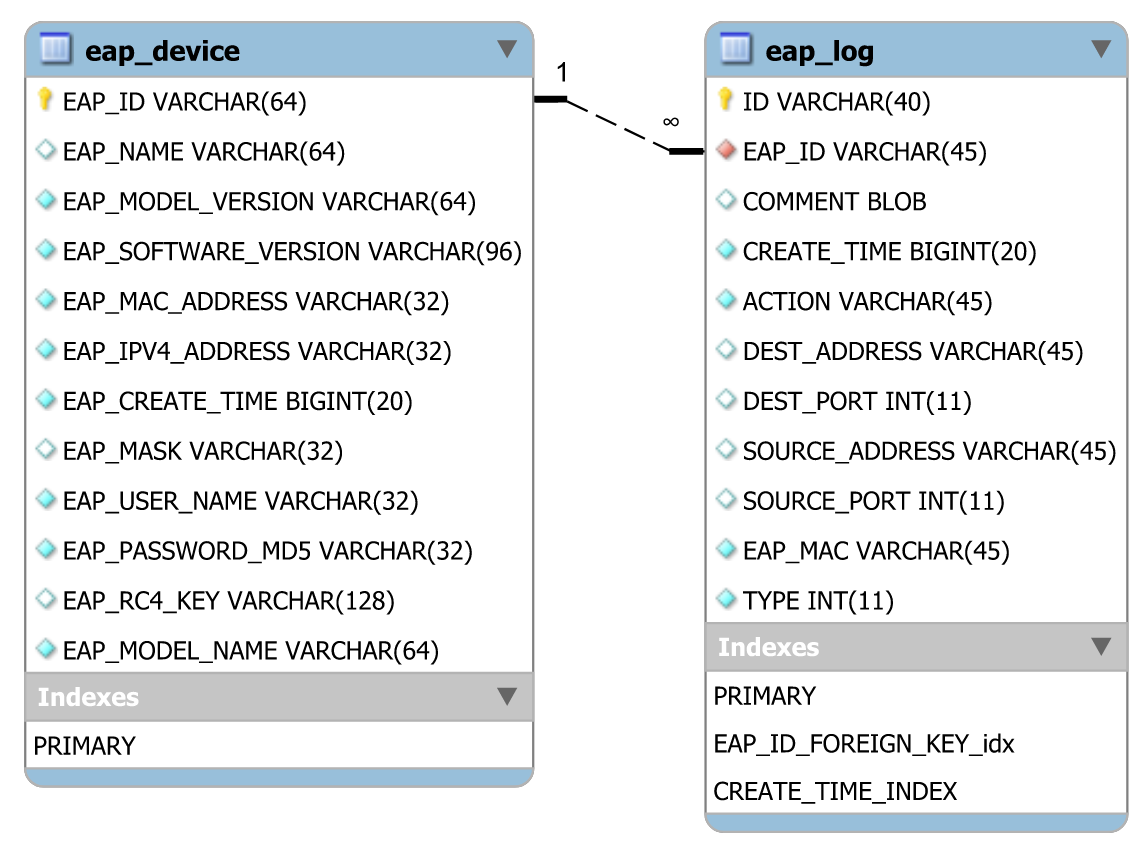 eap_device
EAP_ID VARCHAR(64)
EAP_NAME VARCHAR(64)
EAP_MODEL_VERSION VARCHAR(64)
EAP_SOFTWARE_VERSION VARCHAR(96)
EAP_MAC_ADDRESS VARCHAR(32)
EAP_IPV4_ADDRESS VARCHAR(32)
EAP_CREATE_TIME BIGINT(20)
EAP_MASK VARCHAR(32)
EAP_USER_NAME VARCHAR(32)
EAP_PASSWORD_MD5 VARCHAR(32)
EAP_RC4_KEY VARCHAR(128)
EAP_MODEL_NAME VARCHAR(64)
Indexes
PRIMARY
1
∞
eap_log
ID VARCHAR(40)
EAP_ID VARCHAR(45)
COMMENT BLOB
CREATE_TIME BIGINT(20)
ACTION VARCHAR(45)
DEST_ADDRESS VARCHAR(45)
DEST_PORT INT(11)
SOURCE_ADDRESS VARCHAR(45)
SOURCE_PORT INT(11)
EAP_MAC VARCHAR(45)
TYPE INT(11)
Indexes
PRIMARY
EAP_ID_FOREIGN_KEY_idx
CREATE_TIME_INDEX